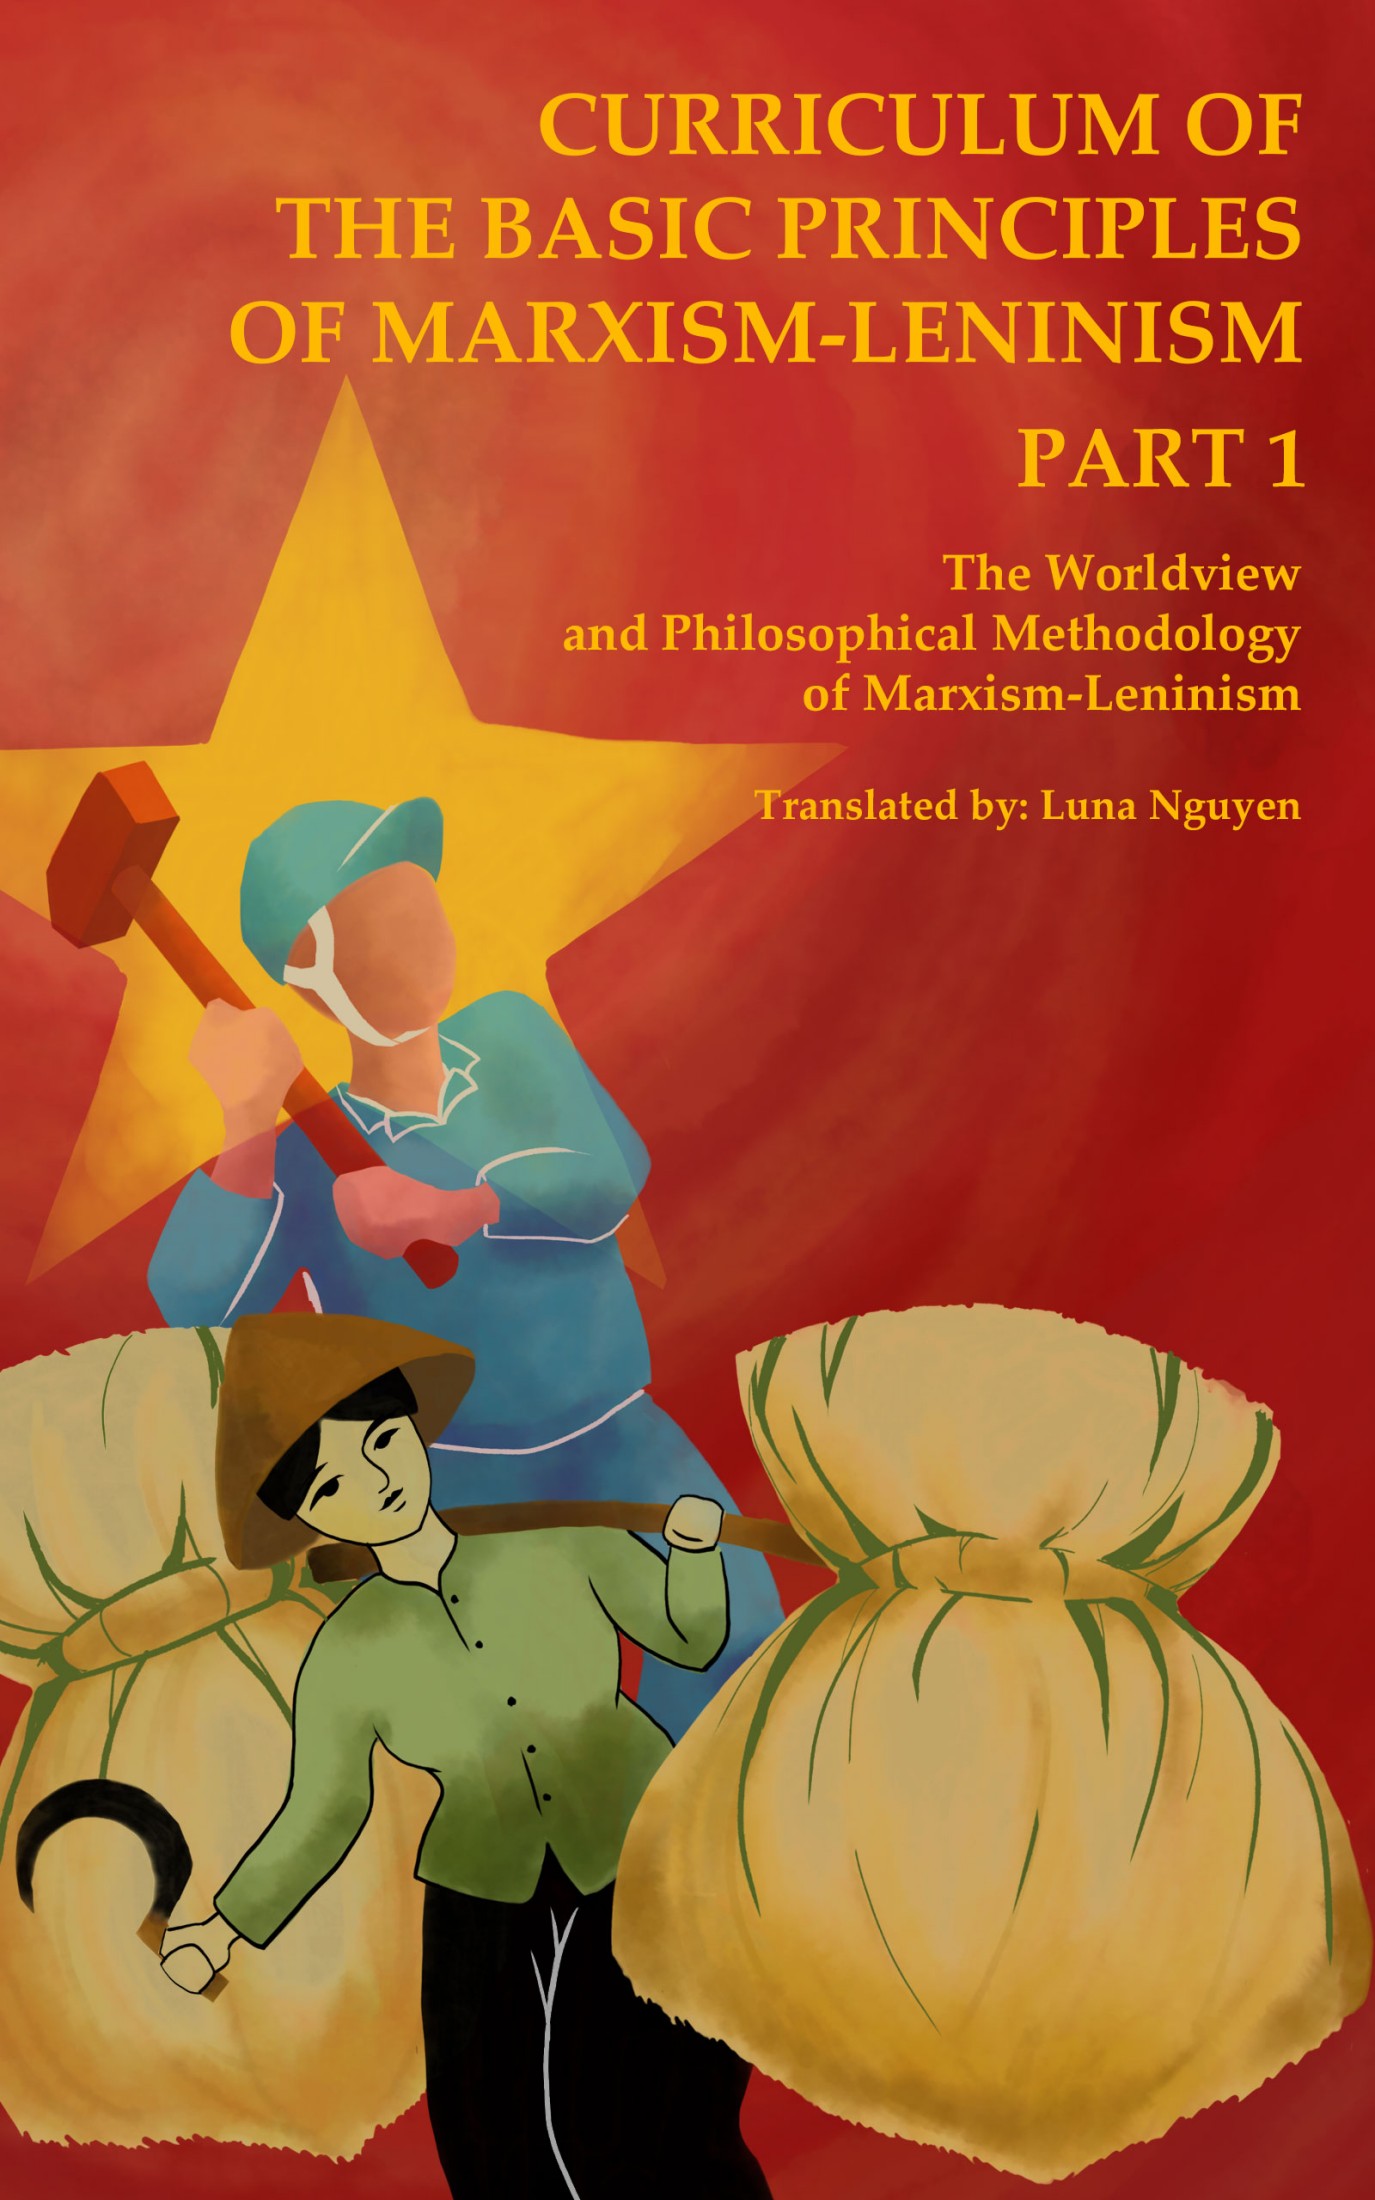 CURRICULUM OF
THE BASIC PRINCIPLES
OF MARXISM-LENINISM
PART 1
The Worldview
and Philosophical Methodology
of Marxism-Leninism
Translated by: Luna Nguyen